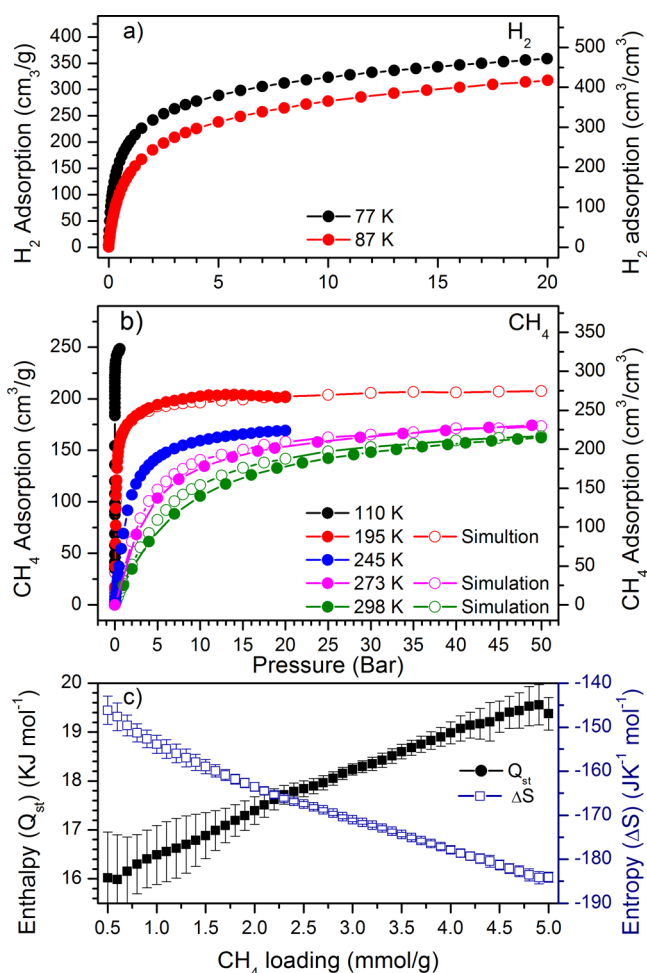 a)
H2
H2 Adsorption (cm3/g)
400
350
300
250
200
150
100
50
0
H2 adsorption (cm3/cm3)
500
400
300
200
100
0
77 K
87 K
0 5 10 15 20
b)
CH4
CH4 Adsorption (cm3/g)
250
200
150
100
50
0
CH4 Adsorption (cm3/cm3)
350
300
250
200
150
100
50
0
110 K
195 K Simultion
245 K
273 K Simulation
298 K Simulation
0 5 10 15 20 25 30 35 40 45 50
Pressure (Bar)
c)
Enthalpy (Qst) (KJ mol-1)
20
19
18
17
16
Entropy (ΔS) (JK-1 mol-1)
-140
-150
-160
-170
-180
-190
Qst
ΔS
0.5 1.0 1.5 2.0 2.5 3.0 3.5 4.0 4.5 5.0
CH4 loading (mmol/g)